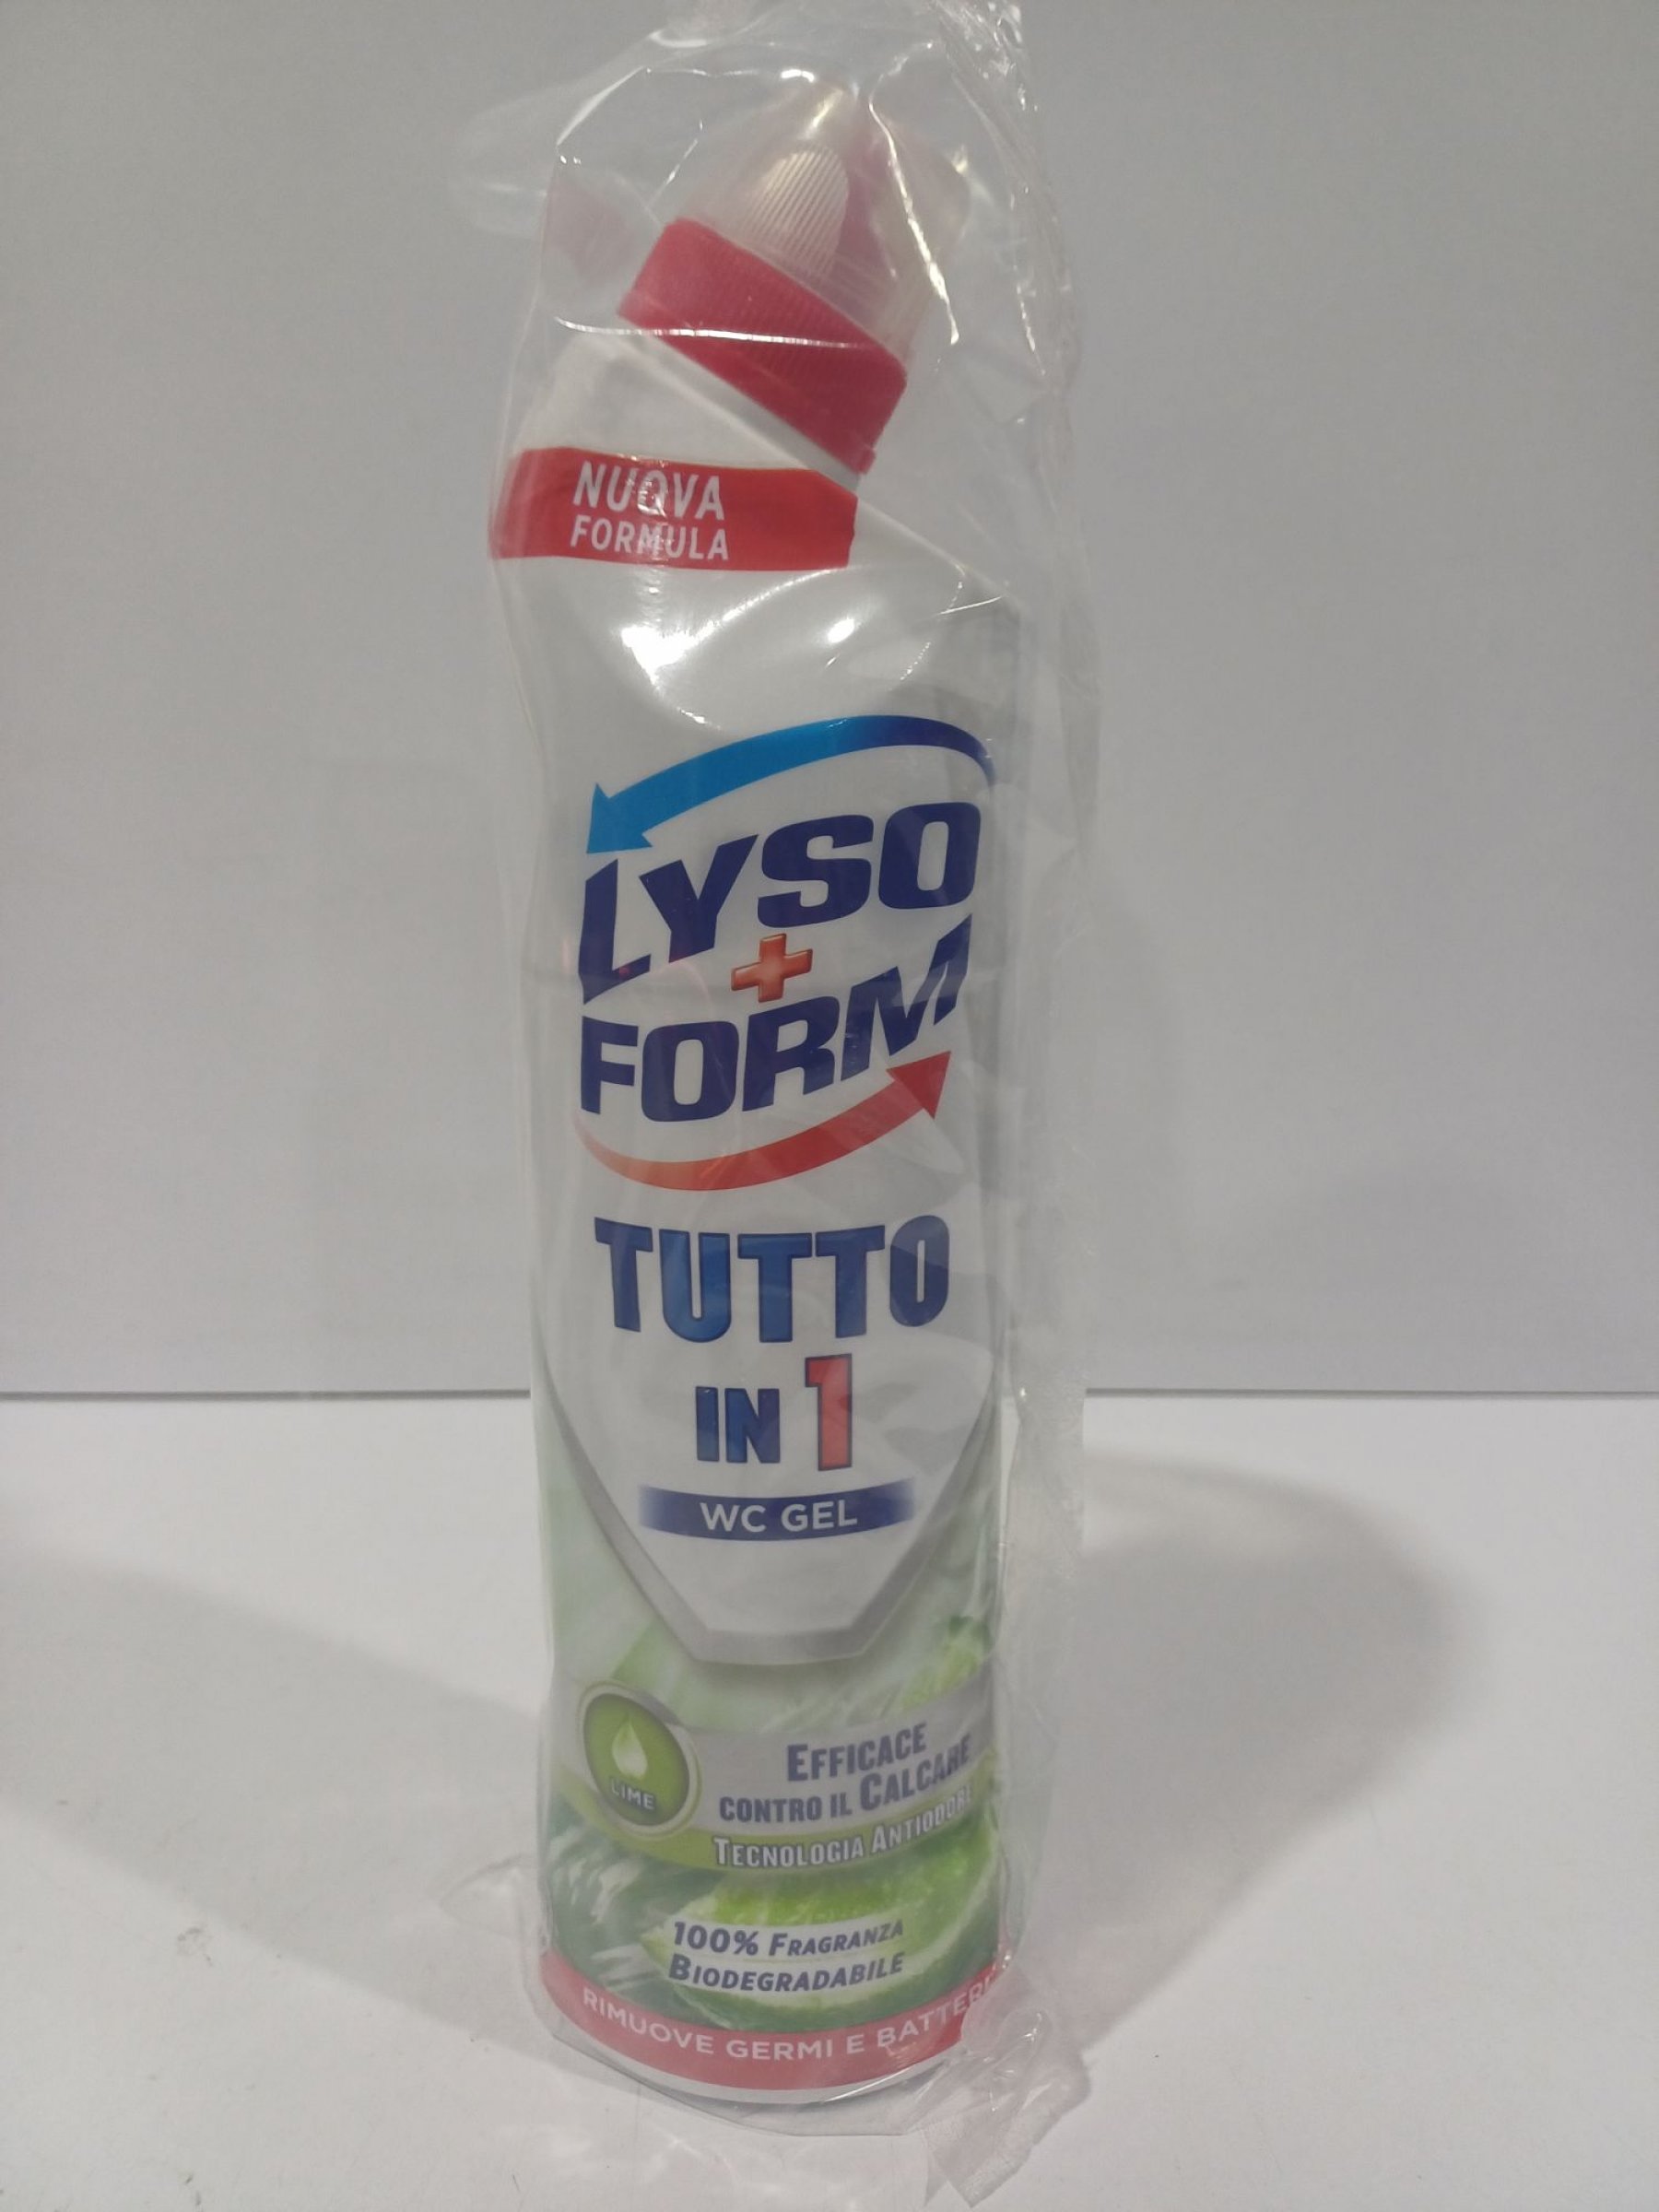 NUOVA
FORMULA
LYSO
FORM
TUTTO
IN 1
WC GEL
LIME
EFFICACE
CONTRO IL CALCARE
TECNOLOGIA ANTIODORE
100% FRAGRANZA
BIODEGRADABILE
RIMUOVE GERMI E BATTERI